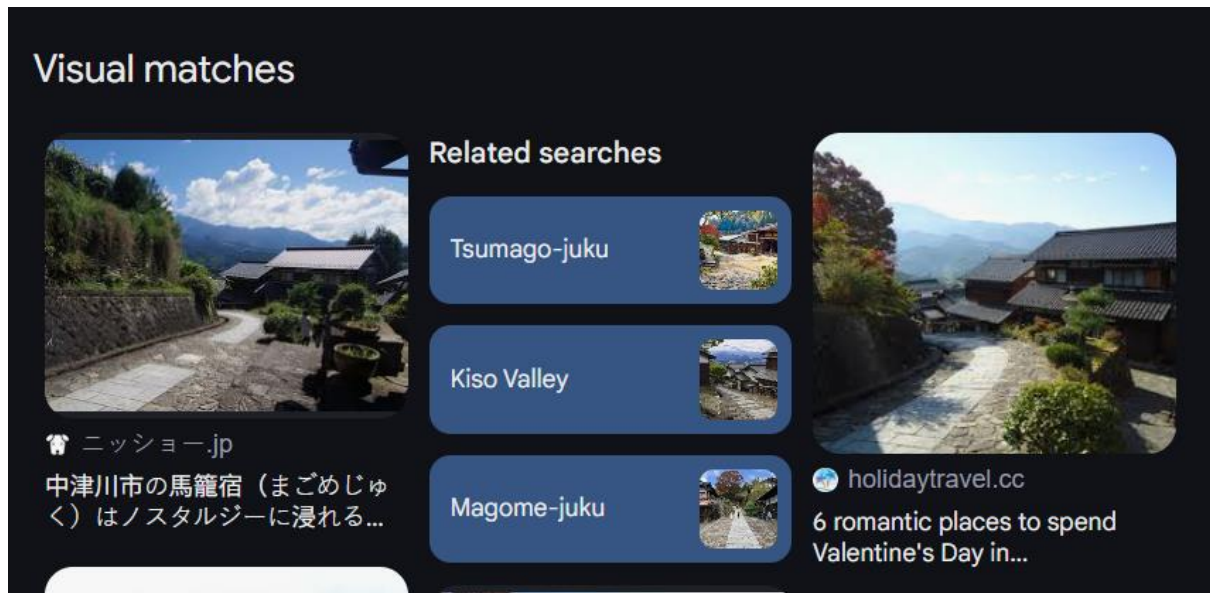 Visual matches
ニッショー.jp
中津川市の馬籠宿（まごめじゅ
く）はノスタルジーに浸れる...
Related searches
Tsumago-juku
Kiso Valley
Magome-juku
holidaytravel.cc
6 romantic places to spend
Valentine's Day in...